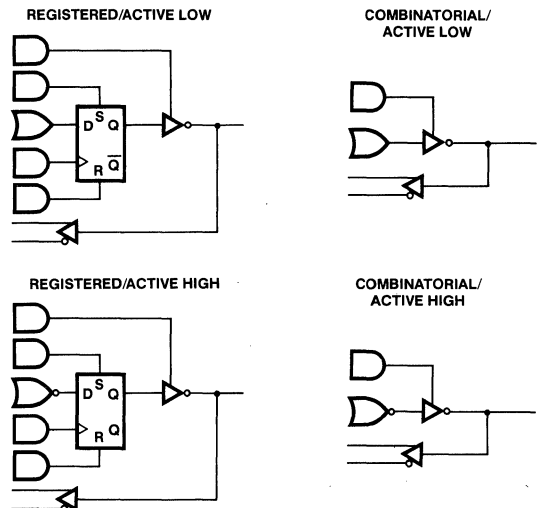 REGISTERED/ACTIVE LOW
COMBINATORIAL/
ACTIVE LOW
S
D Q
R Q̅
REGISTERED/ACTIVE HIGH
COMBINATORIAL/
ACTIVE HIGH
S
D Q
R Q